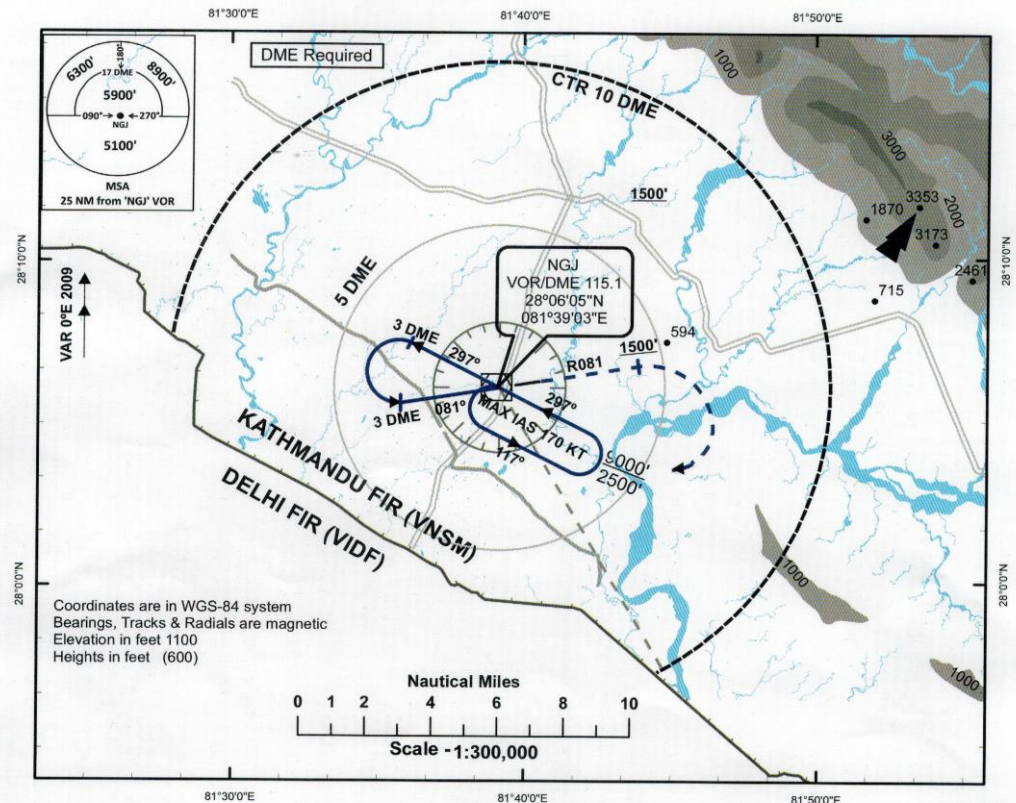 81°30'0"E
81°40'0"E
81°50'0"E
DME Required
6300'
180°
8900'
17 DME
5900'
090°
270°
NGJ
5100'
MSA
25 NM from 'NGJ' VOR
CTR 10 DME
1000
3000
2000
1500'
3353
1870
3173
2461
715
28°10'0"N
28°10'0"N
VAR 0°E 2009
5 DME
NGJ
VOR/DME 115.1
28°06'05"N
081°39'03"E
594
3 DME
297°
1500'
R081
3 DME
081°
297°
MAX IAS 170 KT
117°
9000'
2500'
KATHMANDU FIR (VNSM)
DELHI FIR (VIDF)
28°0'0"N
28°0'0"N
1000
1000
Coordinates are in WGS-84 system
Bearings, Tracks & Radials are magnetic
Elevation in feet 1100
Heights in feet (600)
Nautical Miles
0 1 2 4 6 8 10
Scale -1:300,000
81°30'0"E
81°40'0"E
81°50'0"E